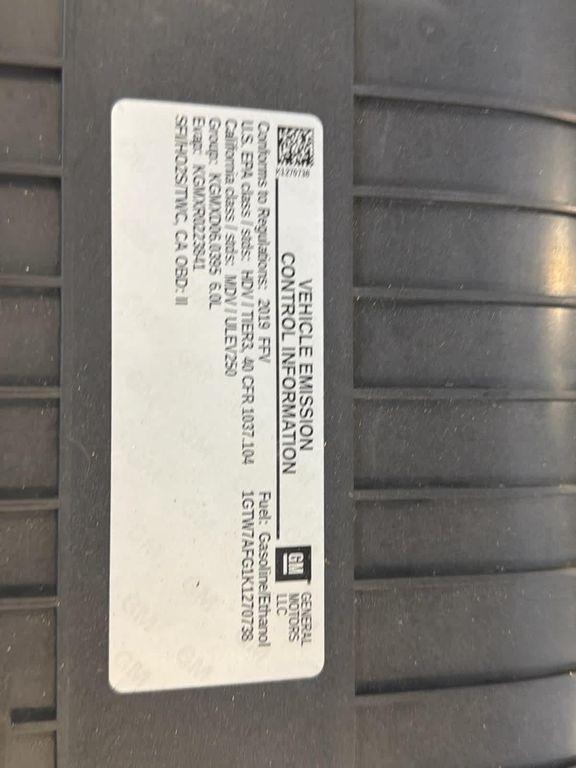 K1270738
VEHICLE EMISSION
CONTROL INFORMATION
GM
GENERAL
MOTORS
LLC
Conforms to Regulations: 2019 FFV
Fuel: Gasoline/Ethanol
U.S. EPA class / stds: HDV / TIER3, 40 CFR 1037.104
1GTW7AFG1K1270738
California class / stds: MDV / ULEV250
Group: KGMXD06.0395 6.0L
Evap: KGMXR0223941
SFI/HO2S/TWC, CA OBD: II